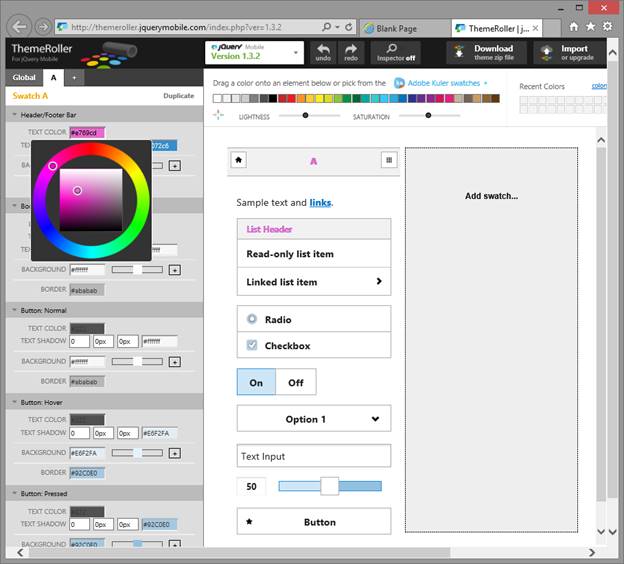 http://themeroller.jquerymobile.com/index.php?ver=1.3.2
Blank Page
ThemeRoller | j...
ThemeRoller
For jQuery Mobile
jQuery Mobile
Version 1.3.2
undo
redo
Inspector off
Download
theme zip file
Import
or upgrade
Global
A
+
Swatch A
Duplicate
Drag a color onto an element below or pick from the
Adobe Kuler swatches
LIGHTNESS
SATURATION
Recent Colors
Header/Footer Bar
TEXT COLOR
#e769cd
072c6
BACKGROUND
#ffffff
+
BORDER
#ababab
Button: Normal
TEXT COLOR
TEXT SHADOW
0
0px
0px
#ffffff
BACKGROUND
#ffffff
+
BORDER
#ababab
Button: Hover
TEXT COLOR
TEXT SHADOW
0
0px
0px
#E6F2FA
BACKGROUND
#E6F2FA
+
BORDER
#92C0E0
Button: Pressed
TEXT COLOR
TEXT SHADOW
0
0px
0px
#92C0E0
BACKGROUND
#92C0E0
+
A
Sample text and links.
List Header
Read-only list item
Linked list item
Radio
Checkbox
On
Off
Option 1
Text Input
50
Button
Add swatch...